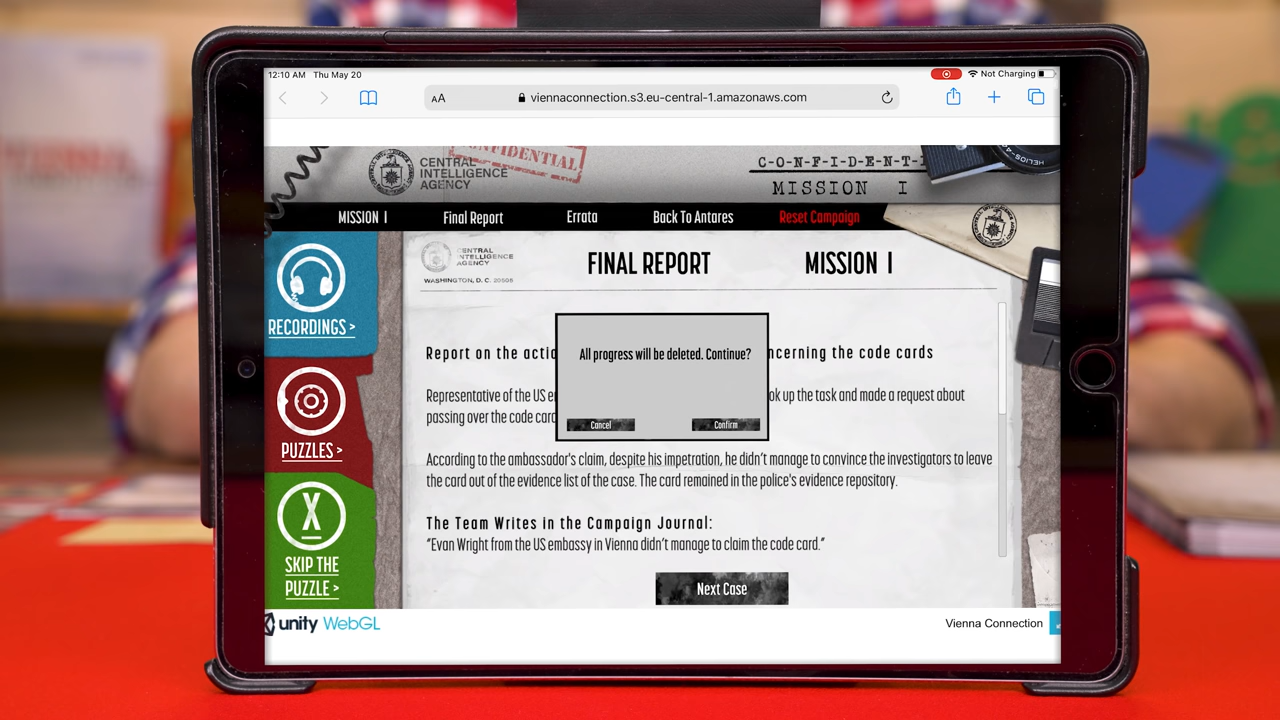 12:10 AM Thu May 20
Not Charging
AA
viennaconnection.s3.eu-central-1.amazonaws.com
CENTRAL
INTELLIGENCE
AGENCY
CONFIDENTIAL
C-O-N-F-I-D-E-N-T-I
MISSION I
HELIOS-44
MISSION I
Final Report
Errata
Back To Antares
Reset Campaign
CENTRAL
INTELLIGENCE
AGENCY
WASHINGTON, D.C. 20505
FINAL REPORT
MISSION I
RECORDINGS >
PUZZLES >
X
SKIP THE
PUZZLE >
Report on the actio
ncerning the code cards
All progress will be deleted. Continue?
Cancel
Confirm
Representative of the US e
ok up the task and made a request about
passing over the code card
According to the ambassador's claim, despite his impetration, he didn't manage to convince the investigators to leave
the card out of the evidence list of the case. The card remained in the police's evidence repository.
The Team Writes in the Campaign Journal:
"Evan Wright from the US embassy in Vienna didn't manage to claim the code card."
Next Case
unity WebGL
Vienna Connection